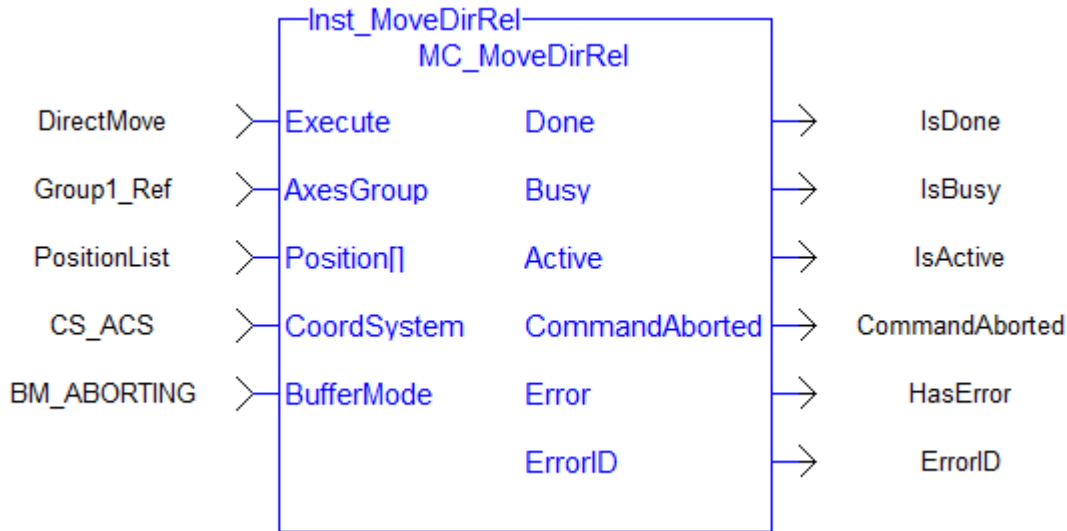 Inst_MoveDirRel
MC_MoveDirRel
DirectMove Execute Done IsDone
Group1_Ref AxesGroup Busy IsBusy
PositionList Position[] Active IsActive
CS_ACS CoordSystem CommandAborted CommandAborted
BM_ABORTING BufferMode Error HasError
ErrorID ErrorID